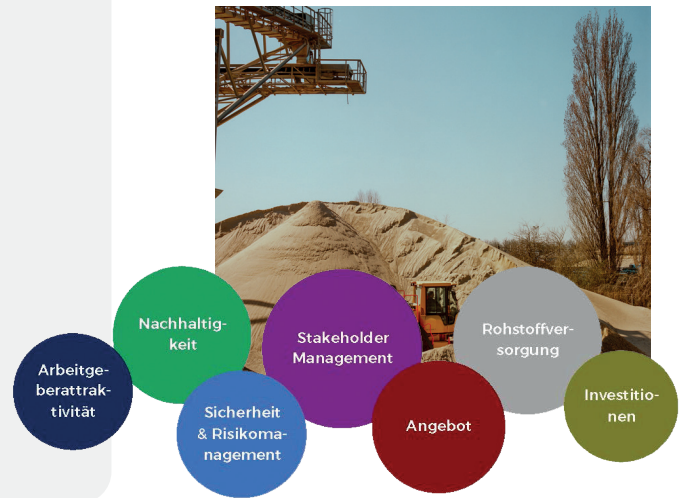 Arbeitge-
berattrak-
tivität
Nachhaltig-
keit
Sicherheit
& Risikoma-
nagement
Stakeholder
Management
Angebot
Rohstoffver-
sorgung
Investitio-
nen